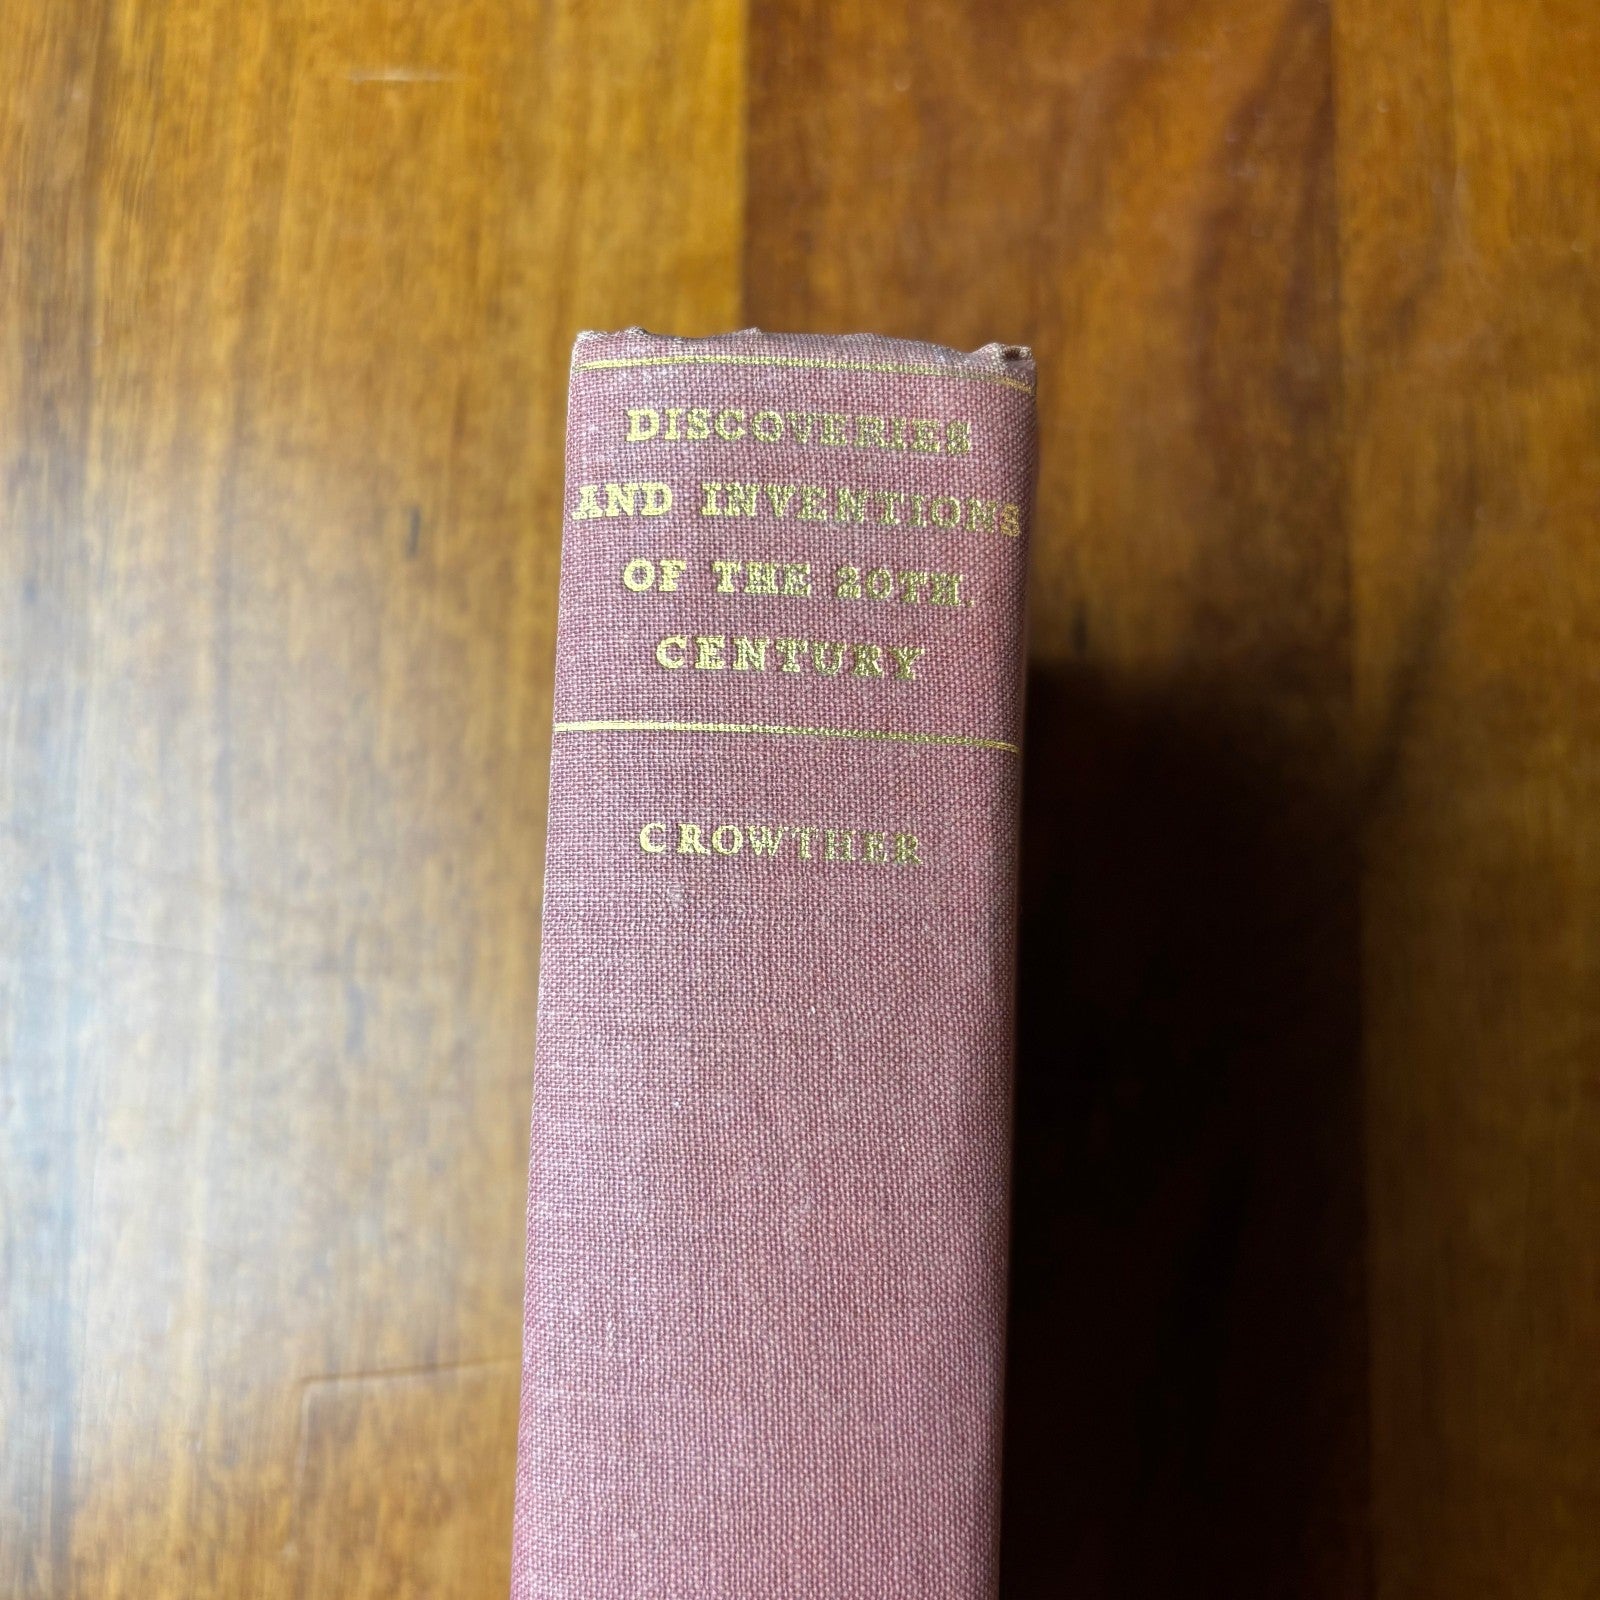 DISCOVERIES
AND INVENTIONS
OF THE 20TH.
CENTURY
CROWTHER